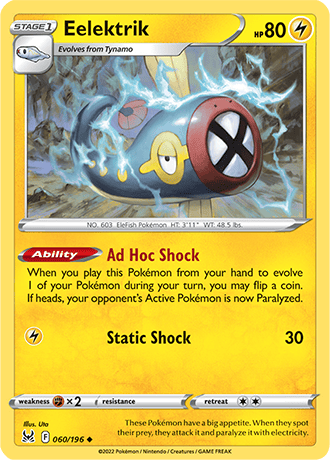 STAGE 1 Eelektrik HP 80
Evolves from Tynamo
NO. 603 EleFish Pokémon HT: 3'11" WT: 48.5 lbs.
Ability Ad Hoc Shock
When you play this Pokémon from your hand to evolve
1 of your Pokémon during your turn, you may flip a coin.
If heads, your opponent's Active Pokémon is now Paralyzed.
Static Shock 30
weakness ×2 resistance retreat
Illus. Uta
F 060/196
These Pokémon have a big appetite. When they spot
their prey, they attack it and paralyze it with electricity.
©2022 Pokémon / Nintendo / Creatures / GAME FREAK